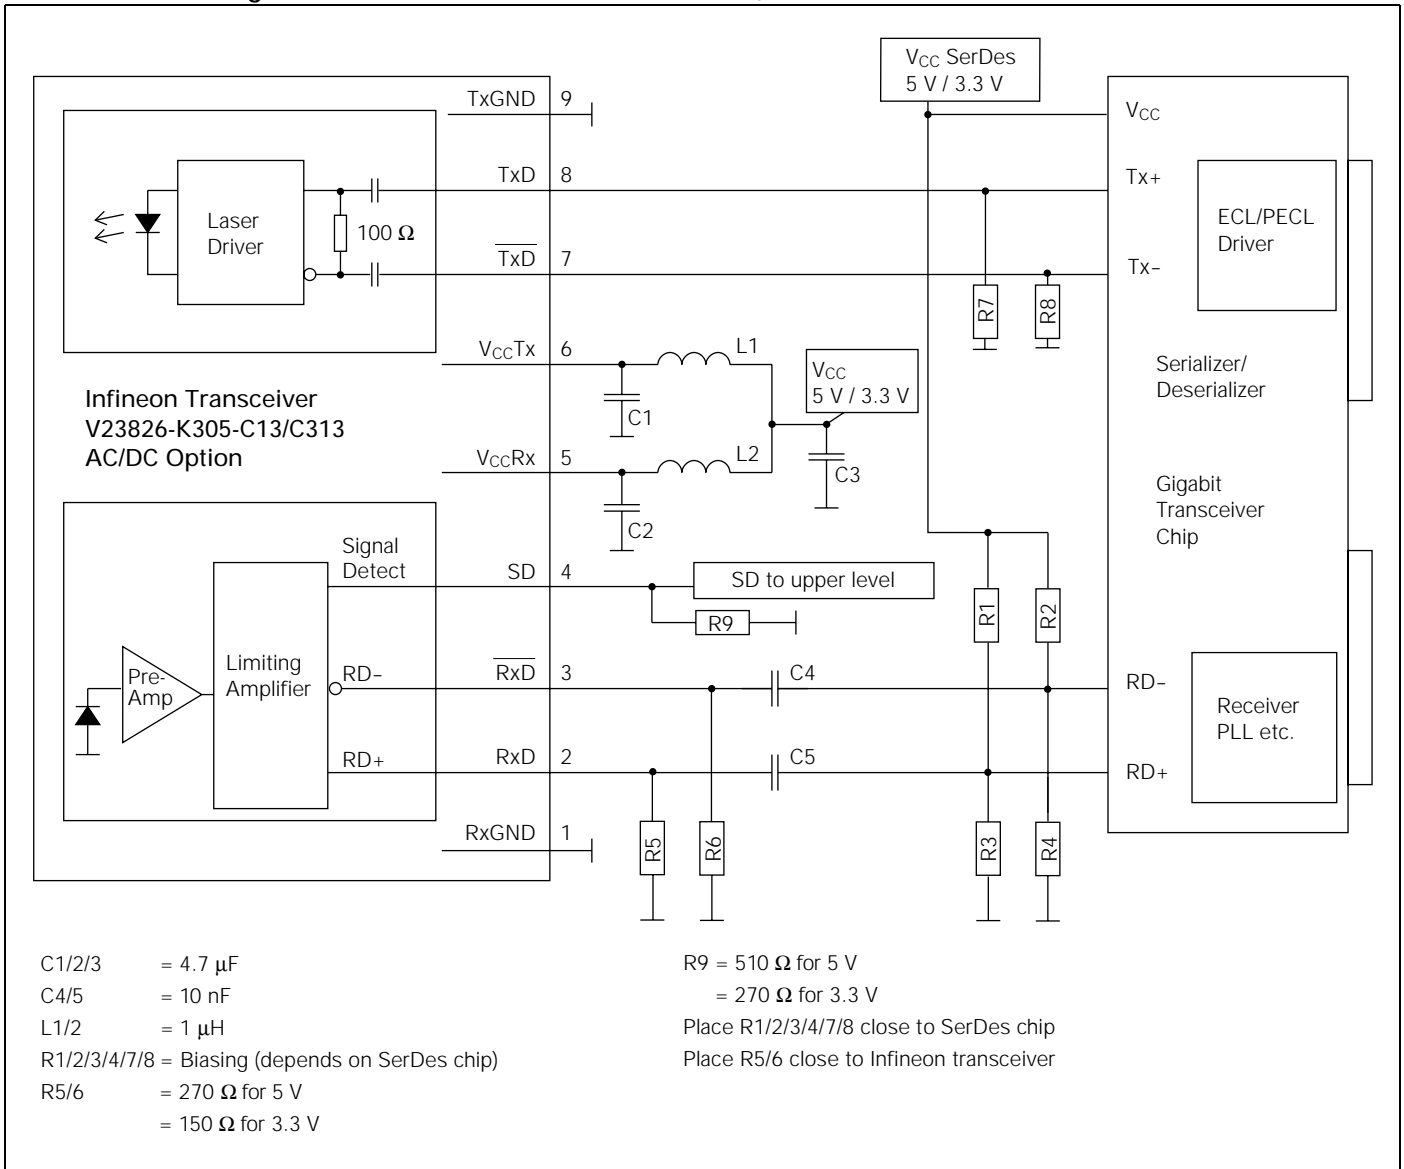 V_CC SerDes
5 V / 3.3 V
TxGND 9
V_CC
TxD 8
Tx+
Laser
Driver
100 Ω
ECL/PECL
Driver
TxD 7
Tx−
R7
R8
V_CCTx 6
L1
V_CC
5 V / 3.3 V
C1
Serializer/
Deserializer
Infineon Transceiver
V23826-K305-C13/C313
AC/DC Option
V_CCRx 5
L2
C3
C2
Gigabit
Transceiver
Chip
Signal
Detect
SD 4
SD to upper level
R9
R1
R2
Pre-
Amp
Limiting
Amplifier
RD−
RxD 3
C4
RD−
Receiver
PLL etc.
RD+
RxD 2
C5
RD+
RxGND 1
R5
R6
R3
R4
C1/2/3 = 4.7 µF
C4/5 = 10 nF
L1/2 = 1 µH
R1/2/3/4/7/8 = Biasing (depends on SerDes chip)
R5/6 = 270 Ω for 5 V
= 150 Ω for 3.3 V
R9 = 510 Ω for 5 V
= 270 Ω for 3.3 V
Place R1/2/3/4/7/8 close to SerDes chip
Place R5/6 close to Infineon transceiver